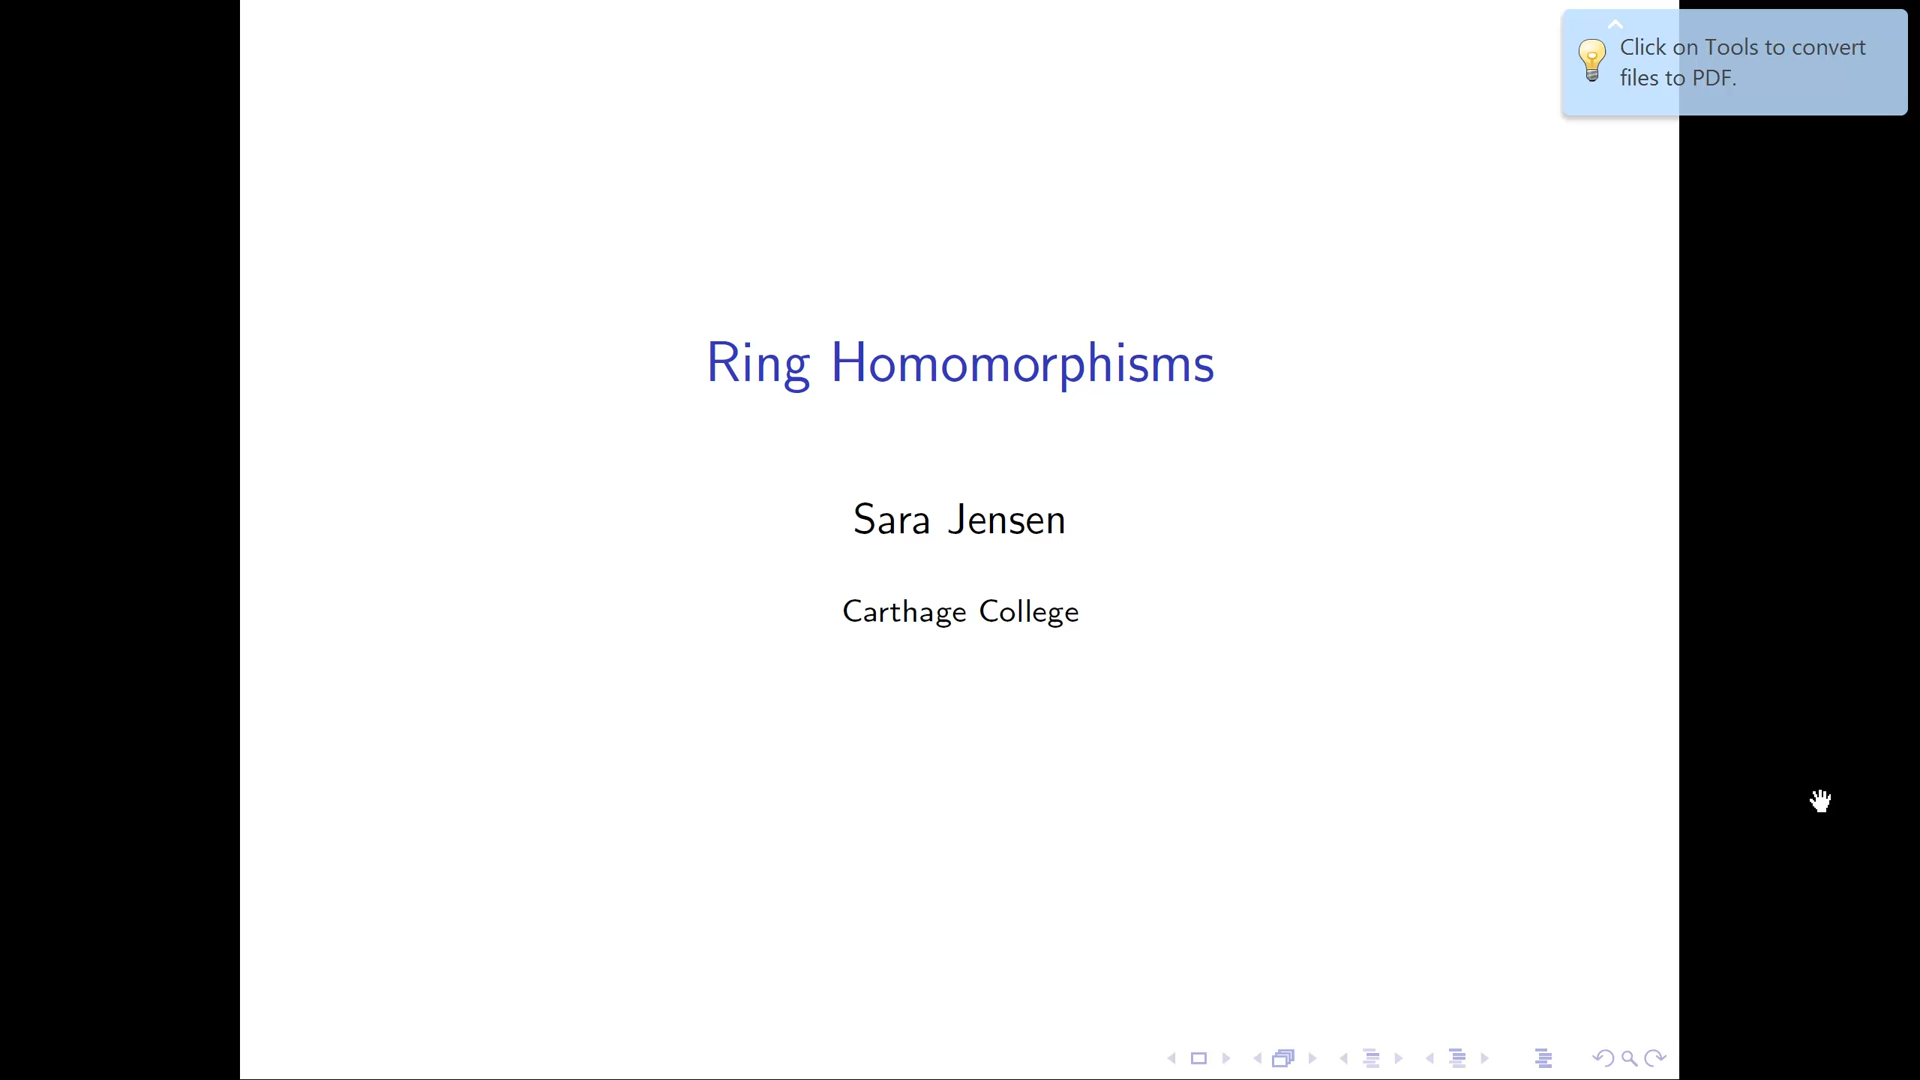 Click on Tools to convert
files to PDF.
Ring Homomorphisms
Sara Jensen
Carthage College